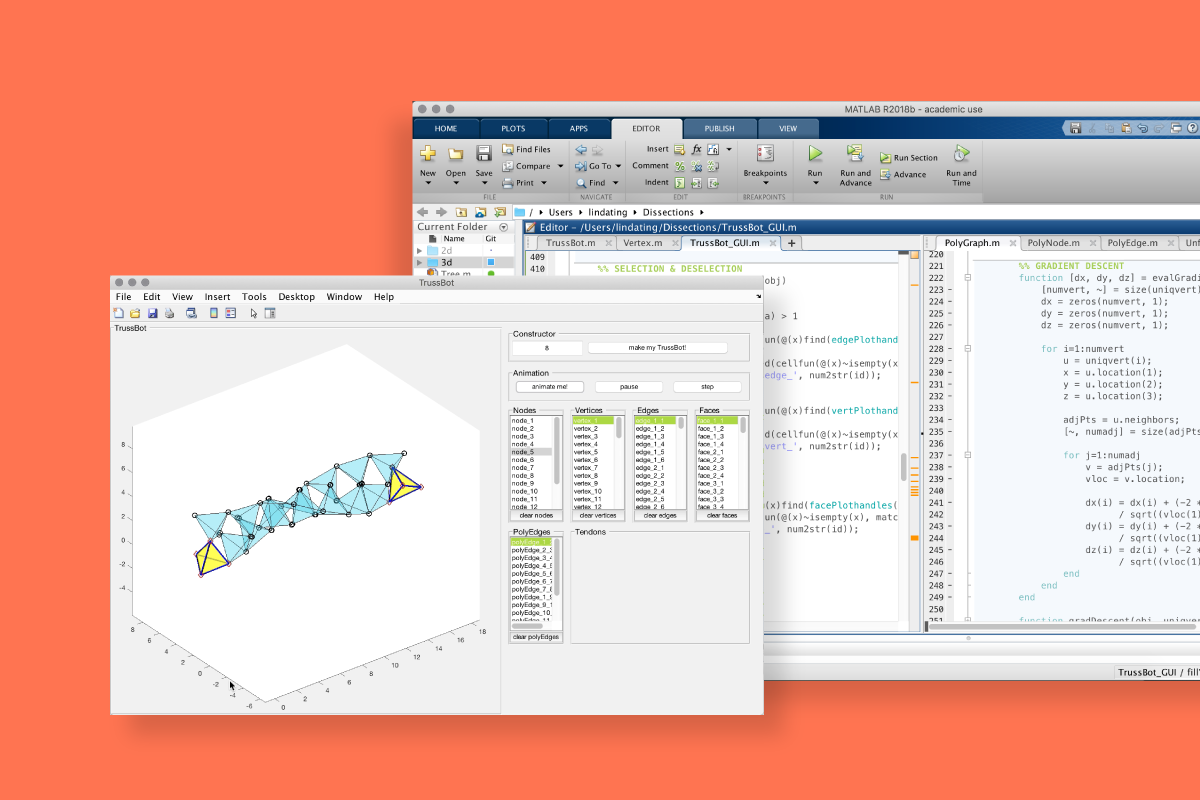 MATLAB R2018b - academic use
HOME PLOTS APPS EDITOR PUBLISH VIEW
New Open Save
Find Files
Compare
Print
FILE
Go To
Find
NAVIGATE
Insert fx
Comment
Indent
EDIT
Breakpoints
BREAKPOINTS
Run
Run and Advance
Run Section
Advance
Run and Time
RUN
/ Users lindating Dissections
Current Folder
Name Git
2d
3d
Tree.m
Editor – /Users/lindating/Dissections/TrussBot_GUI.m
TrussBot.m Vertex.m TrussBot_GUI.m +
409
410 %% SELECTION & DESELECTION
obj)
a) > 1
un(@(x)find(edgePlothand
d(cellfun(@(x)~isempty(x
edge_', num2str(id));
un(@(x)find(vertPlothand
d(cellfun(@(x)~isempty(x
vert_', num2str(id));
(x)find(facePlothandles(
un(@(x)~isempty(x), matc
_', num2str(id));
PolyGraph.m PolyNode.m PolyEdge.m Unf
220
221 %% GRADIENT DESCENT
222 function [dx, dy, dz] = evalGradi
223 [numvert, ~] = size(uniqvert)
224 dx = zeros(numvert, 1);
225 dy = zeros(numvert, 1);
226 dz = zeros(numvert, 1);
227
228 for i=1:numvert
229 u = uniqvert(i);
230 x = u.location(1);
231 y = u.location(2);
232 z = u.location(3);
233
234 adjPts = u.neighbors;
235 [~, numadj] = size(adjPts
236
237 for j=1:numadj
238 v = adjPts(j);
239 vloc = v.location;
240
241 dx(i) = dx(i) + (-2 *
242 / sqrt((vloc(1)
243 dy(i) = dy(i) + (-2 *
244 / sqrt((vloc(1)
245 dz(i) = dz(i) + (-2 *
246 / sqrt((vloc(1)
247 end
248 end
249 end
250
251 function gradDescent(obj, uniqver
TrussBot_GUI / fill
TrussBot
File Edit View Insert Tools Desktop Window Help
TrussBot
8
6
4
2
0
-2
-4
8 6 4 2 0 -2 -4 -6
0 2 4 6 8 10 12 14 16 18
Constructor
8 make my TrussBot!
Animation
animate me! pause step
Nodes
node_1
node_2
node_3
node_4
node_5
node_6
node_7
node_8
node_9
node_10
node_11
node_12
clear nodes
Vertices
vertex_1
vertex_2
vertex_3
vertex_4
vertex_5
vertex_6
vertex_7
vertex_8
vertex_9
vertex_10
vertex_11
vertex_12
clear vertices
Edges
edge_1_1
edge_1_2
edge_1_3
edge_1_4
edge_1_5
edge_1_6
edge_2_1
edge_2_2
edge_2_3
edge_2_4
edge_2_5
edge_2_6
clear edges
Faces
face_1_1
face_1_2
face_1_3
face_1_4
face_2_1
face_2_2
face_2_3
face_2_4
face_3_1
face_3_2
face_3_3
face_3_4
clear faces
PolyEdges
polyEdge_1_
polyEdge_2_3
polyEdge_3_4
polyEdge_4_5
polyEdge_5_6
polyEdge_6_7
polyEdge_7_8
polyEdge_1_9
polyEdge_9_1
polyEdge_10_
polyEdge_11_
clear polyEdges
Tendons